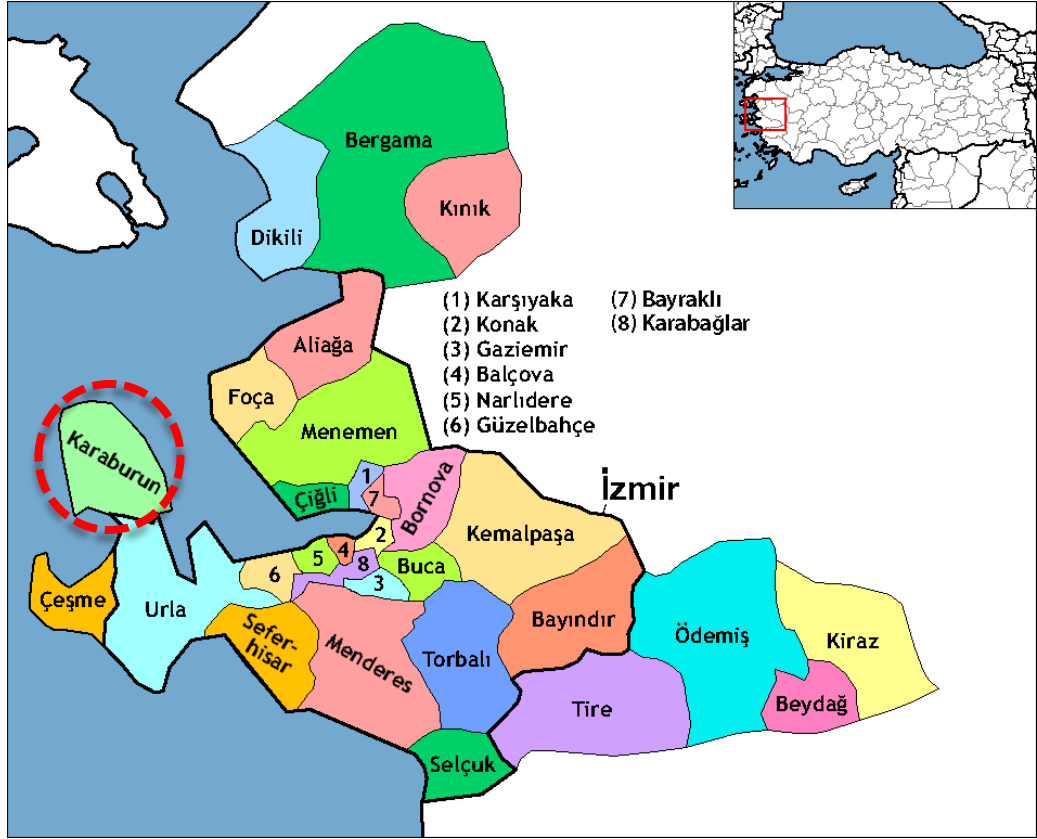 Bergama
Kınık
Dikili
(1) Karşıyaka
(2) Konak
(3) Gaziemir
(4) Balçova
(5) Narlıdere
(6) Güzelbahçe
(7) Bayraklı
(8) Karabağlar
Aliağa
Foça
Menemen
Karaburun
Çiğli
1
7
Bornova
İzmir
Kemalpaşa
2
4
5
8
6
3
Buca
Çeşme
Urla
Sefer-
hisar
Menderes
Torbalı
Bayındır
Ödemiş
Kiraz
Beydağ
Tire
Selçuk